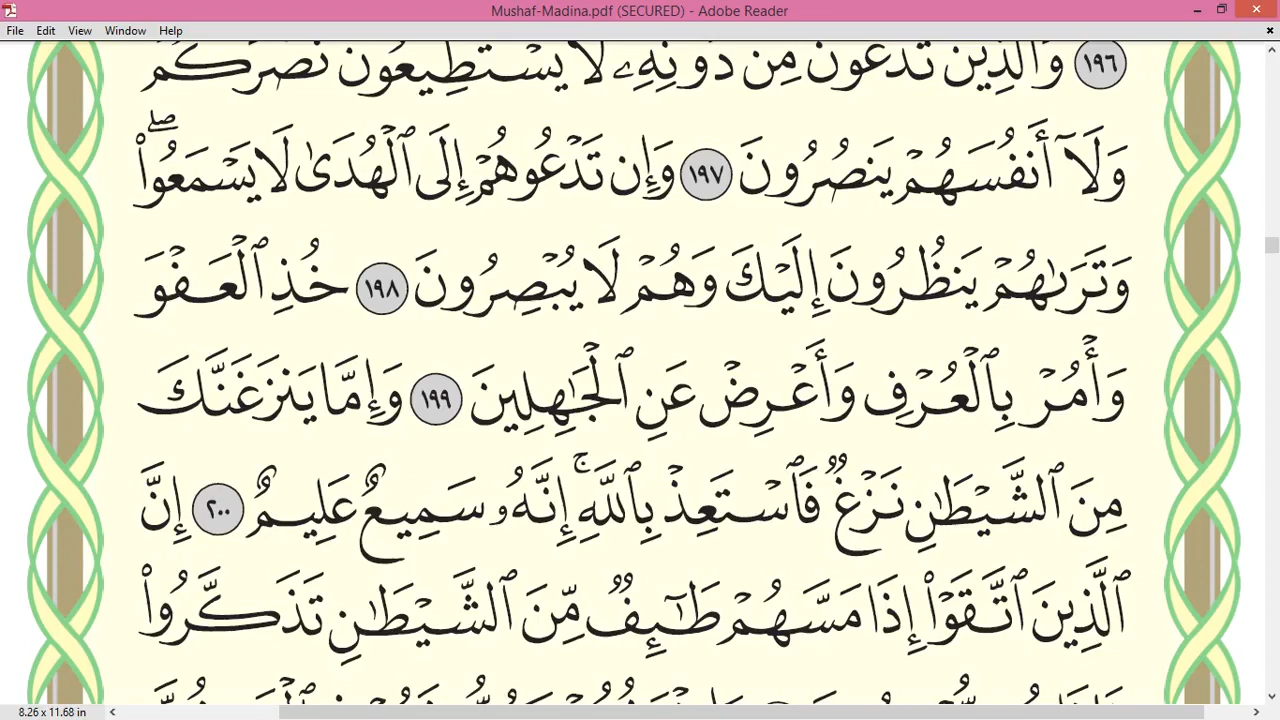 Mushaf-Madina.pdf (SECURED) - Adobe Reader
File Edit View Window Help
١٩٦ وَالَّذِينَ تَدْعُونَ مِن دُونِهِۦ لَا يَسْتَطِيعُونَ نَصْرَكُمْ
وَلَآ أَنفُسَهُمْ يَنصُرُونَ ١٩٧ وَإِن تَدْعُوهُمْ إِلَى ٱلْهُدَىٰ لَا يَسْمَعُوا۟ ۖ
وَتَرَىٰهُمْ يَنظُرُونَ إِلَيْكَ وَهُمْ لَا يُبْصِرُونَ ١٩٨ خُذِ ٱلْعَفْوَ
وَأْمُرْ بِٱلْعُرْفِ وَأَعْرِضْ عَنِ ٱلْجَٰهِلِينَ ١٩٩ وَإِمَّا يَنزَغَنَّكَ
مِنَ ٱلشَّيْطَٰنِ نَزْغٌ فَٱسْتَعِذْ بِٱللَّهِ ۚ إِنَّهُۥ سَمِيعٌ عَلِيمٌ ٢٠٠ إِنَّ
ٱلَّذِينَ ٱتَّقَوْا۟ إِذَا مَسَّهُمْ طَٰٓئِفٌ مِّنَ ٱلشَّيْطَٰنِ تَذَكَّرُوا۟
8.26 x 11.68 in